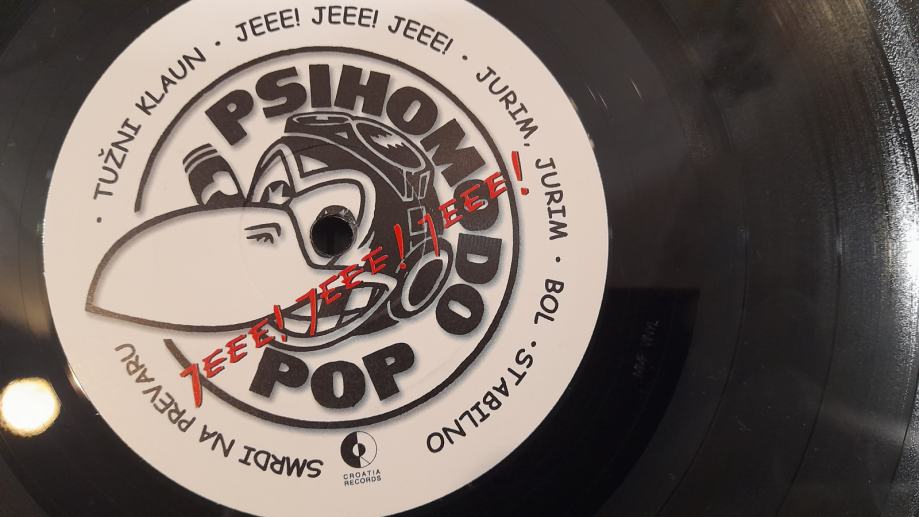 PSIHOMODO
POP
JEEE! JEEE! JEEE!
SMRDI NA PREVARU
· TUŽNI KLAUN · JEEE! JEEE! JEEE! · JURIM, JURIM · BOL · STABILNO
CROATIA
RECORDS